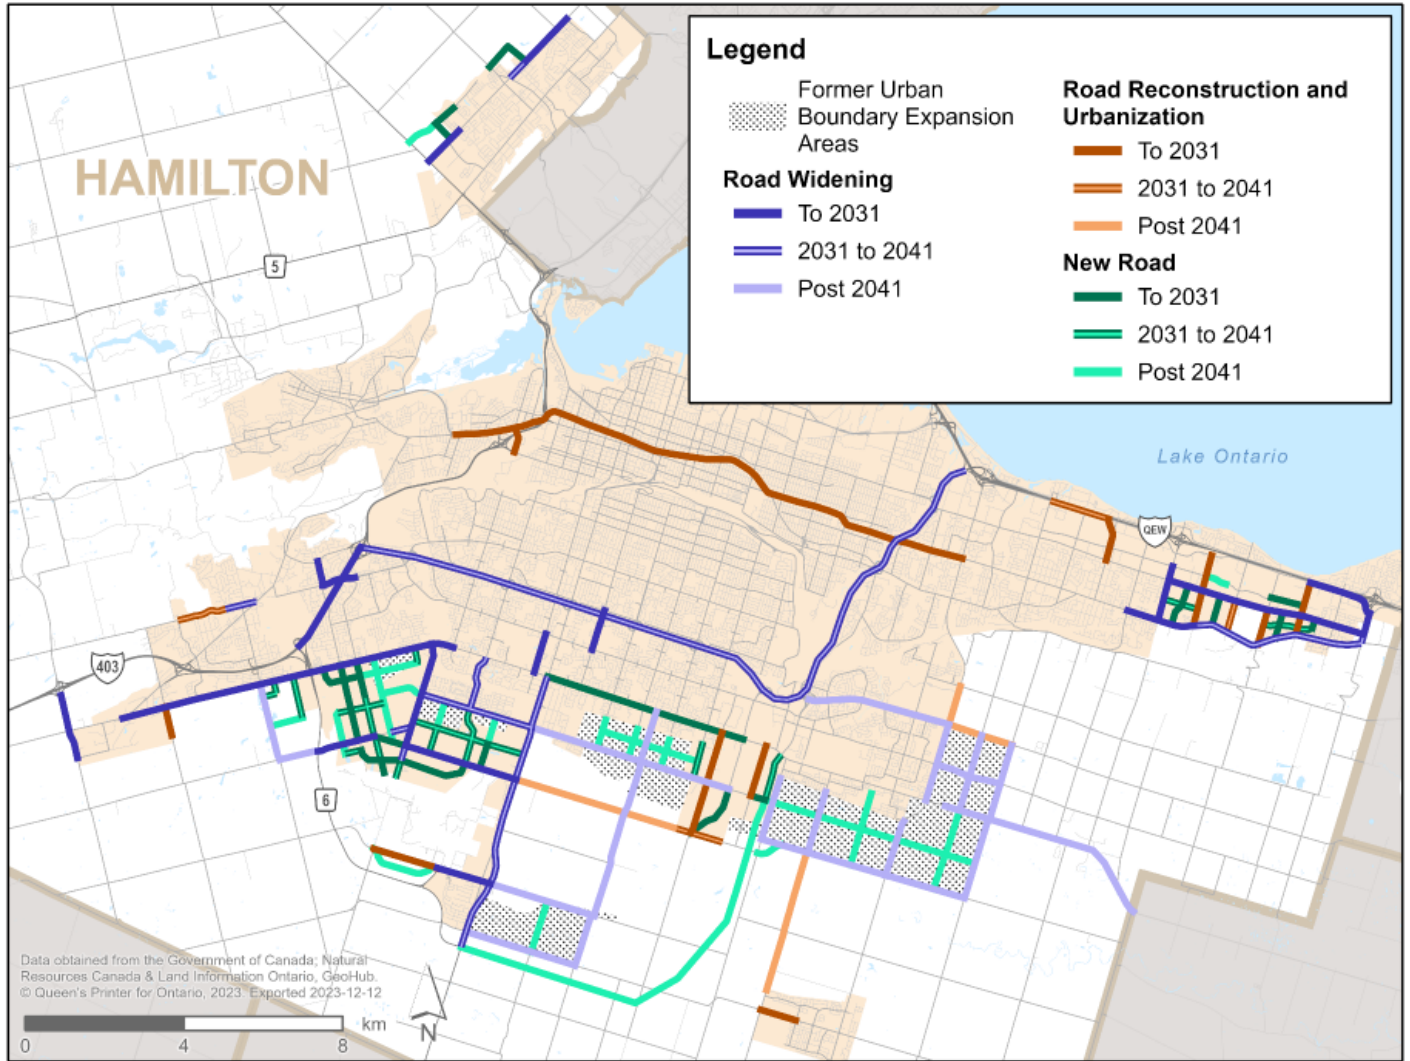 Legend
Former Urban
Boundary Expansion
Areas
Road Widening
To 2031
2031 to 2041
Post 2041
Road Reconstruction and
Urbanization
To 2031
2031 to 2041
Post 2041
New Road
To 2031
2031 to 2041
Post 2041
HAMILTON
5
Lake Ontario
QEW
403
6
Data obtained from the Government of Canada; Natural
Resources Canada & Land Information Ontario, GeoHub.
© Queen's Printer for Ontario, 2023. Exported 2023-12-12
km
0 4 8
N